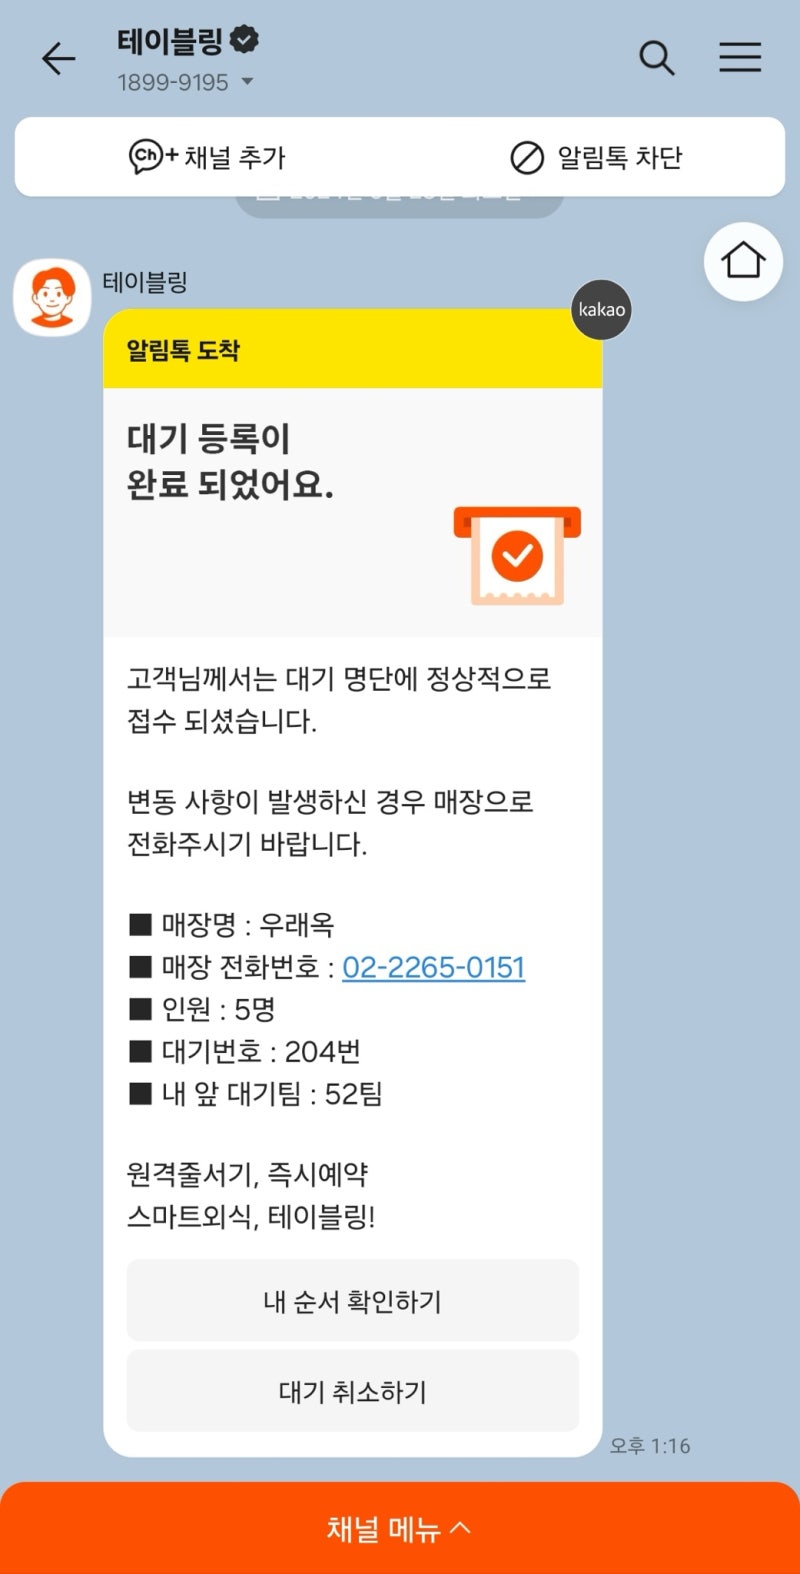 테이블링
1899-9195
Ch+ 채널 추가
알림톡 차단
테이블링
kakao
알림톡 도착
대기 등록이
완료 되었어요.
고객님께서는 대기 명단에 정상적으로
접수 되셨습니다.
변동 사항이 발생하신 경우 매장으로
전화주시기 바랍니다.
■ 매장명 : 우래옥
■ 매장 전화번호 : 02-2265-0151
■ 인원 : 5명
■ 대기번호 : 204번
■ 내 앞 대기팀 : 52팀
원격줄서기, 즉시예약
스마트외식, 테이블링!
내 순서 확인하기
대기 취소하기
오후 1:16
채널 메뉴